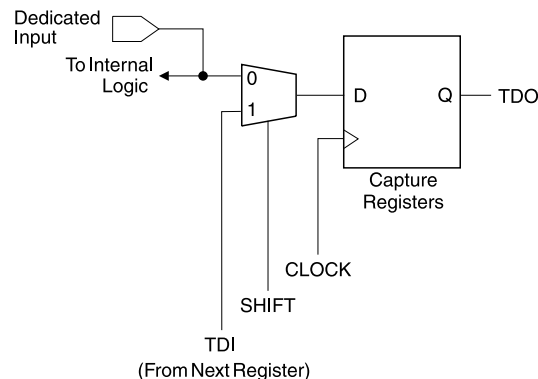 Dedicated
Input
To Internal
Logic
0
1
D
Q
TDO
Capture
Registers
CLOCK
SHIFT
TDI
(From Next Register)